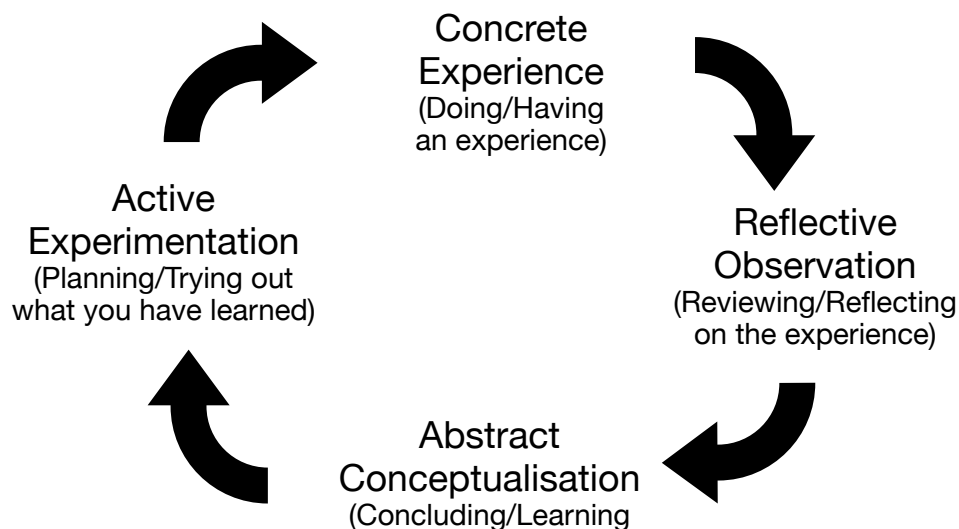 Concrete
Experience
(Doing/Having
an experience)
Reflective
Observation
(Reviewing/Reflecting
on the experience)
Abstract
Conceptualisation
(Concluding/Learning
Active
Experimentation
(Planning/Trying out
what you have learned)